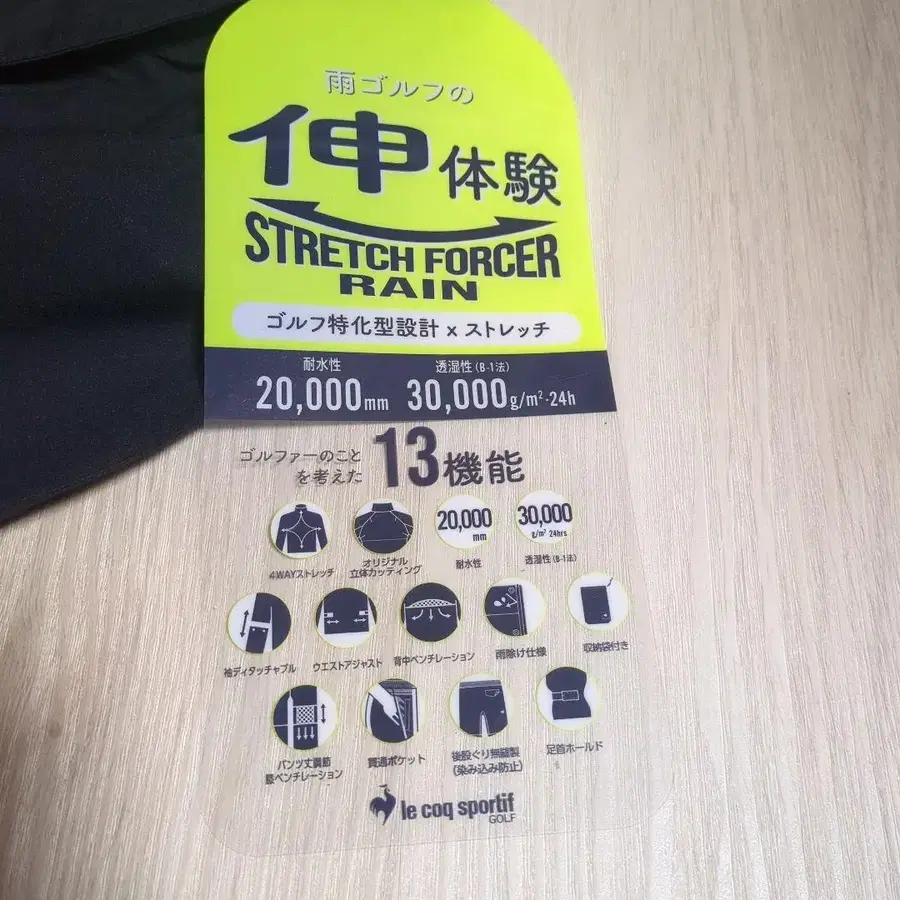 雨ゴルフの
伸体験
STRETCH FORCER
RAIN
ゴルフ特化型設計 × ストレッチ
耐水性 透湿性(B-1法)
20,000mm 30,000g/m²・24h
ゴルファーのこと
を考えた 13機能
20,000 mm
30,000 g/m² 24hrs
4WAYストレッチ
オリジナル
立体カッティング
耐水性
透湿性(B-1法)
袖ディタッチャブル
ウエストアジャスト
背中ベンチレーション
雨除け仕様
収納袋付き
パンツ丈調節
膝ベンチレーション
貫通ポケット
後股ぐり無縫製
(染み込み防止)
足首ホールド
le coq sportif
GOLF